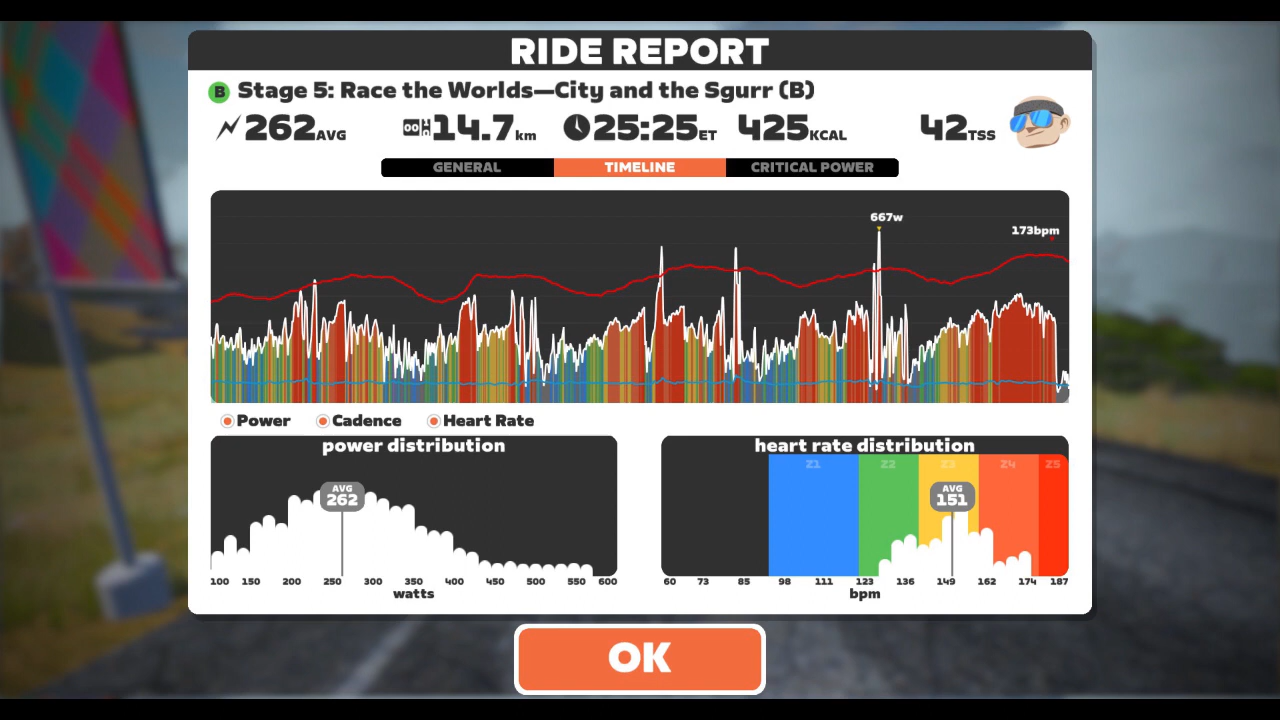 RIDE REPORT
B Stage 5: Race the Worlds—City and the Sgurr (B)
262AVG 14.7km 25:25ET 425KCAL 42TSS
GENERAL TIMELINE CRITICAL POWER
667w
173bpm
Power Cadence Heart Rate
power distribution
AVG
262
100 150 200 250 300 350 400 450 500 550 600
watts
heart rate distribution
Z1 Z2 Z3 Z4 Z5
AVG
151
60 73 85 98 111 123 136 149 162 174 187
bpm
OK